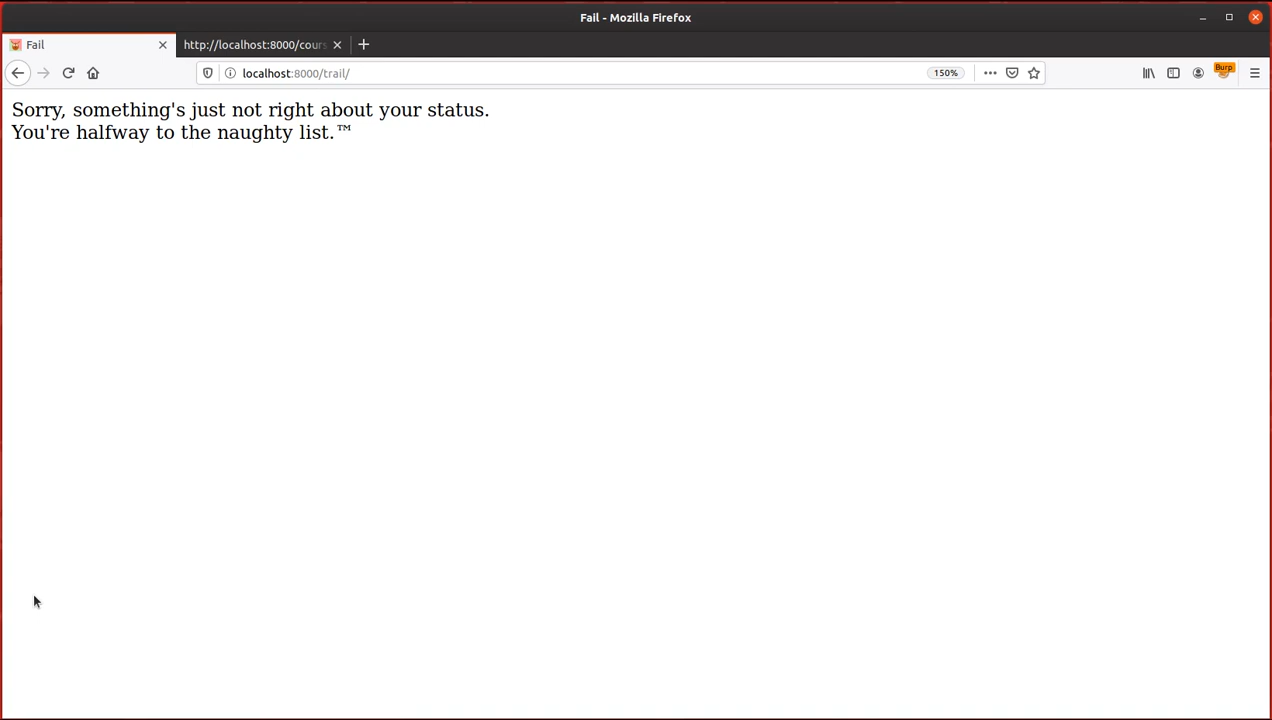 Fail - Mozilla Firefox
Fail
http://localhost:8000/cours
localhost:8000/trail/
150%
Burp
Sorry, something's just not right about your status.
You're halfway to the naughty list.™